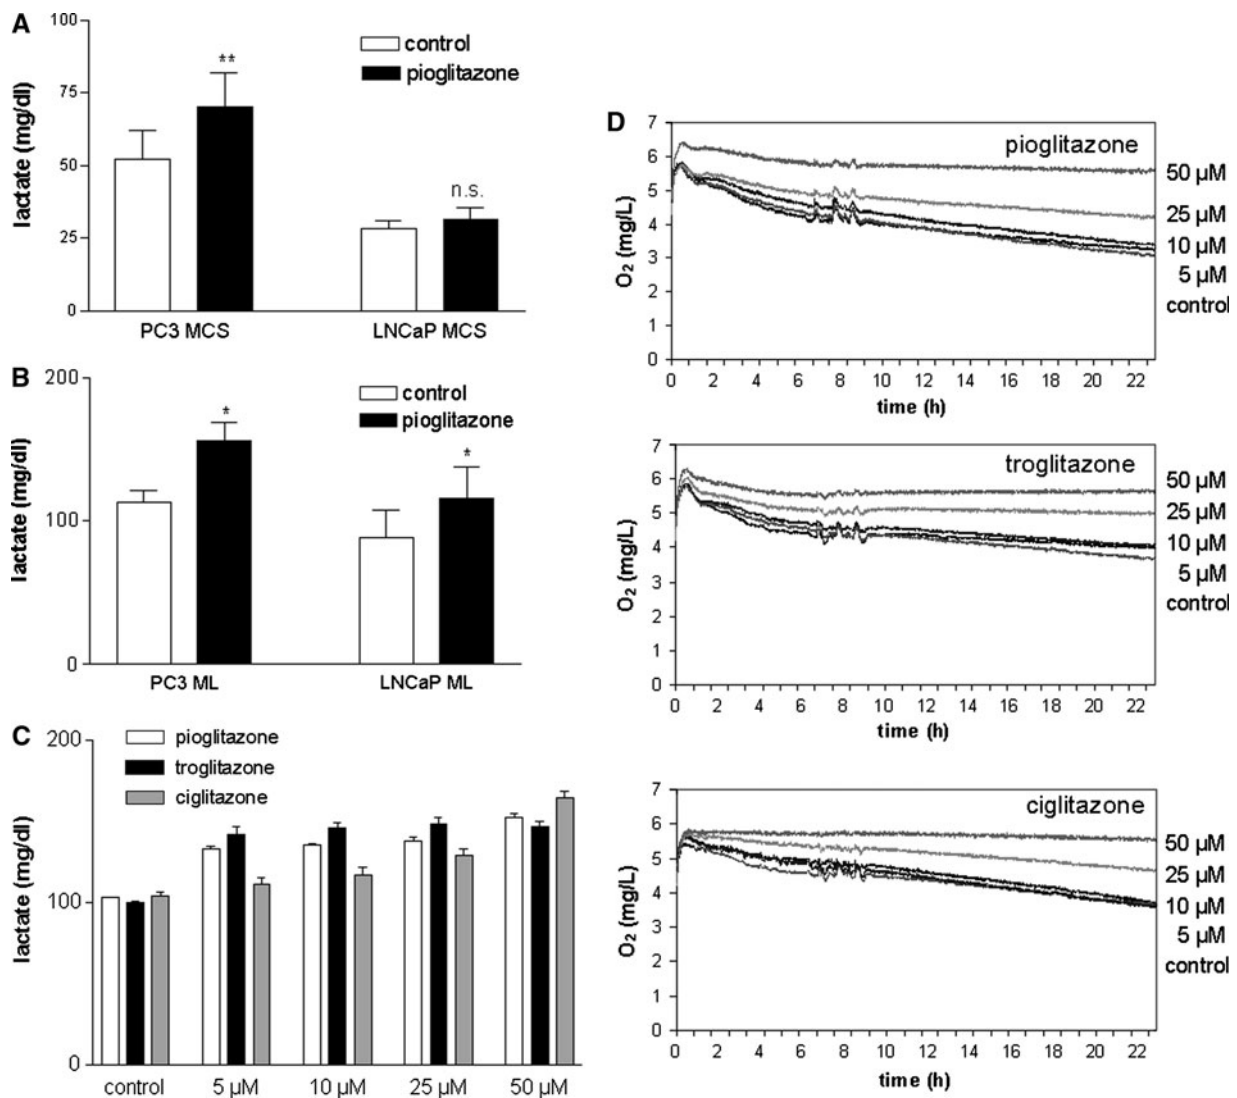 A
100
75
50
25
0
lactate (mg/dl)
control
pioglitazone
**
n.s.
PC3 MCS
LNCaP MCS
B
200
100
0
lactate (mg/dl)
control
pioglitazone
*
*
PC3 ML
LNCaP ML
C
200
100
0
lactate (mg/dl)
pioglitazone
troglitazone
ciglitazone
control
5 µM
10 µM
25 µM
50 µM
D
7
6
5
4
3
2
1
0
O₂ (mg/L)
pioglitazone
50 µM
25 µM
10 µM
5 µM
control
0 2 4 6 8 10 12 14 16 18 20 22
time (h)
7
6
5
4
3
2
1
0
O₂ (mg/L)
troglitazone
50 µM
25 µM
10 µM
5 µM
control
0 2 4 6 8 10 12 14 16 18 20 22
time (h)
7
6
5
4
3
2
1
0
O₂ (mg/L)
ciglitazone
50 µM
25 µM
10 µM
5 µM
control
0 2 4 6 8 10 12 14 16 18 20 22
time (h)